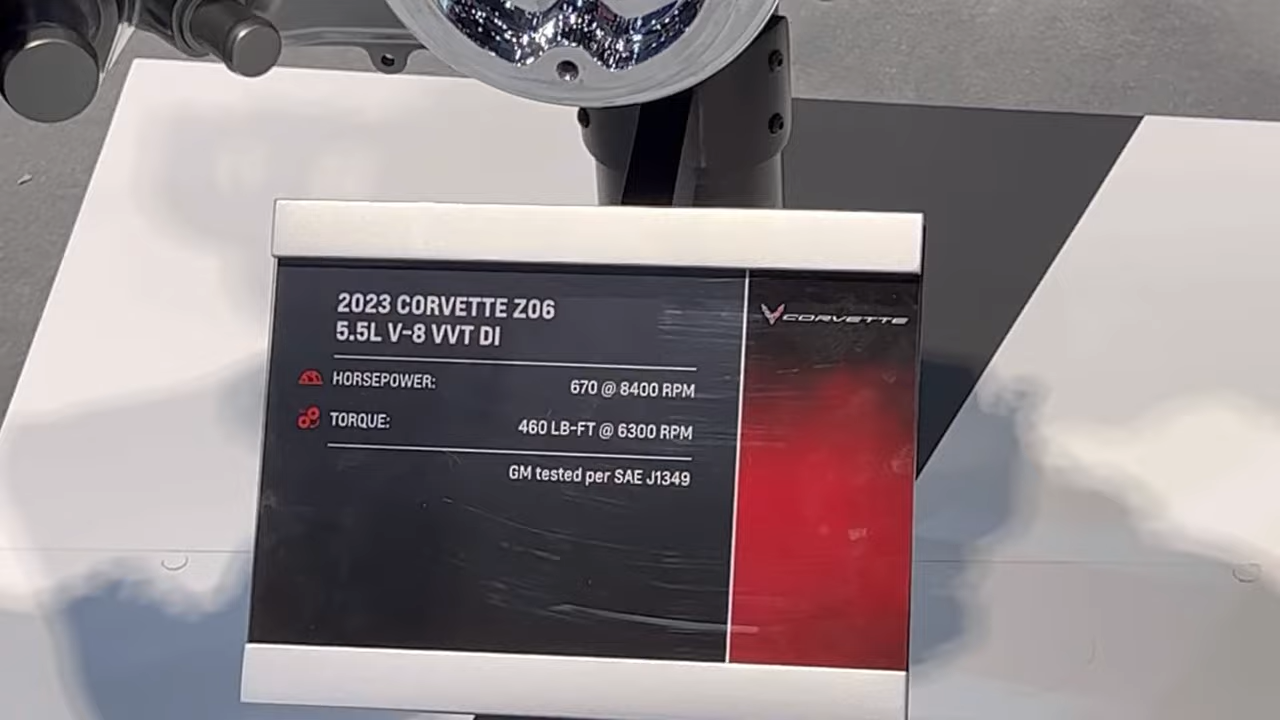 2023 CORVETTE Z06
5.5L V-8 VVT DI
HORSEPOWER: 670 @ 8400 RPM
TORQUE: 460 LB-FT @ 6300 RPM
GM tested per SAE J1349
CORVETTE